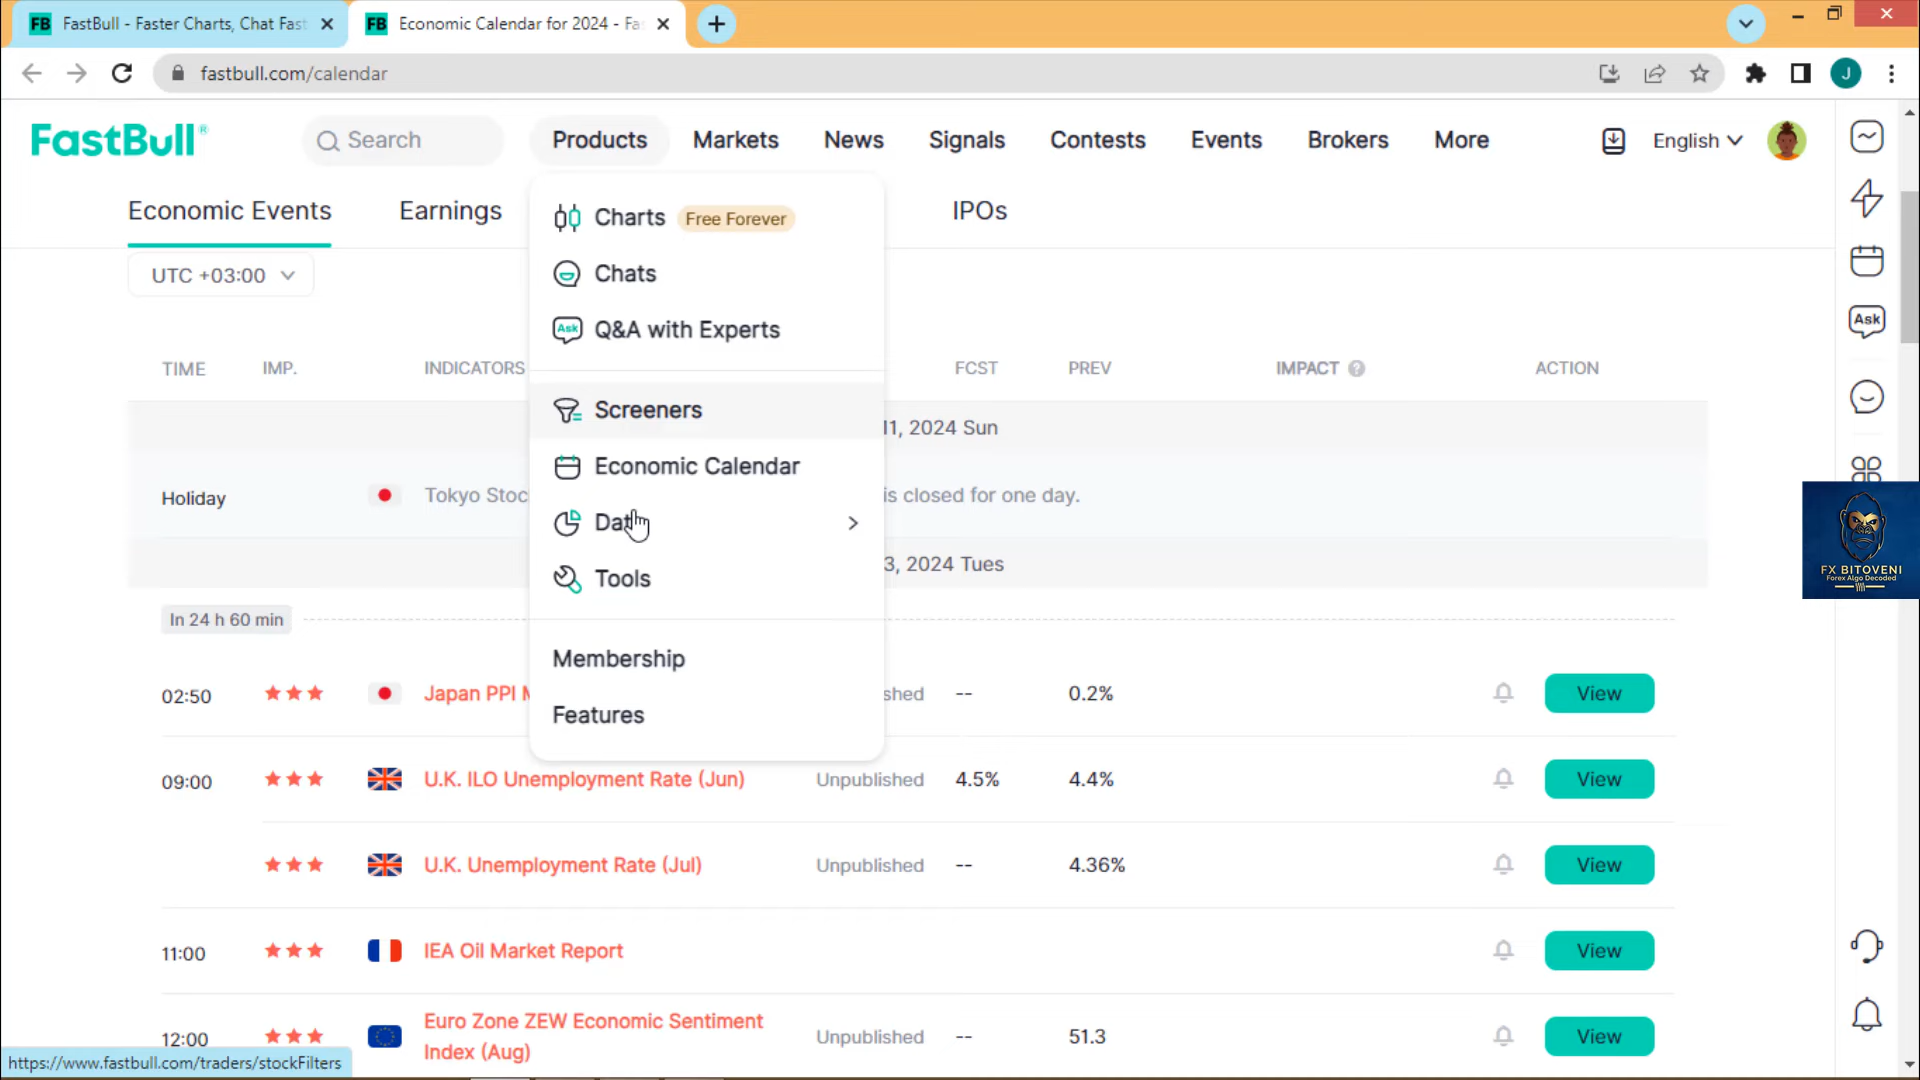 FB FastBull - Faster Charts, Chat Fast
FB Economic Calendar for 2024 - Fa
fastbull.com/calendar
J
FastBull®
Search
Products
Markets
News
Signals
Contests
Events
Brokers
More
English
Economic Events
Earnings
IPOs
Charts Free Forever
Chats
Ask Q&A with Experts
Screeners
Economic Calendar
Tools
Membership
Features
UTC +03:00
Ask
TIME IMP. INDICATORS FCST PREV IMPACT ? ACTION
11, 2024 Sun
Holiday Tokyo Stoc is closed for one day.
3, 2024 Tues
In 24 h 60 min
02:50 Japan PPI M shed -- 0.2% View
09:00 U.K. ILO Unemployment Rate (Jun) Unpublished 4.5% 4.4% View
U.K. Unemployment Rate (Jul) Unpublished -- 4.36% View
11:00 IEA Oil Market Report View
12:00 Euro Zone ZEW Economic Sentiment
Index (Aug) Unpublished -- 51.3 View
FX BITOVENI
Forex Algo Decoded
https://www.fastbull.com/traders/stockFilters